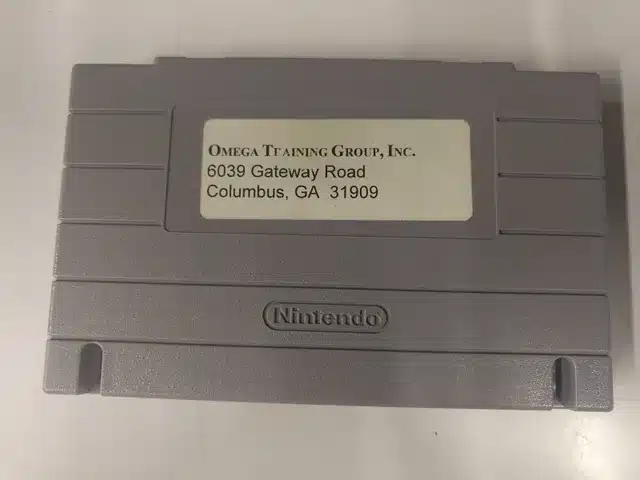 OMEGA TRAINING GROUP, INC.
6039 Gateway Road
Columbus, GA 31909
Nintendo